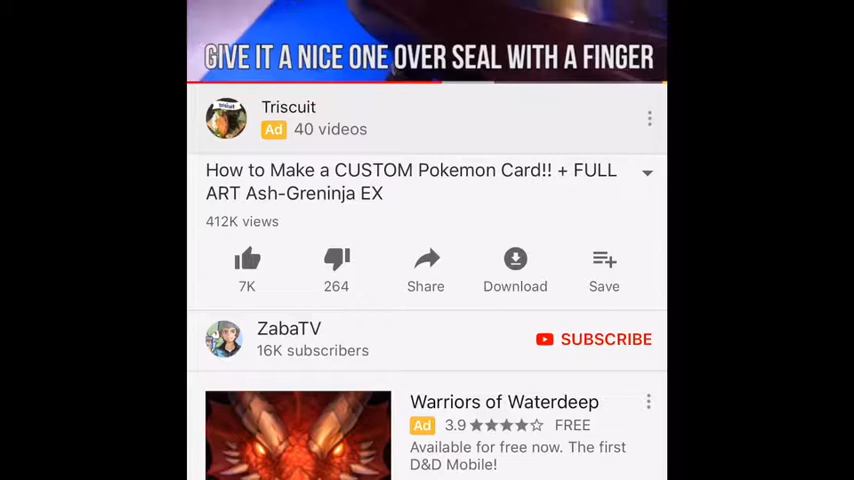 GIVE IT A NICE ONE OVER SEAL WITH A FINGER
triscuit
Triscuit
Ad 40 videos
How to Make a CUSTOM Pokemon Card!! + FULL
ART Ash-Greninja EX
412K views
7K
264
Share
Download
Save
ZabaTV
16K subscribers
SUBSCRIBE
Warriors of Waterdeep
Ad 3.9 ★★★★☆ FREE
Available for free now. The first
D&D Mobile!